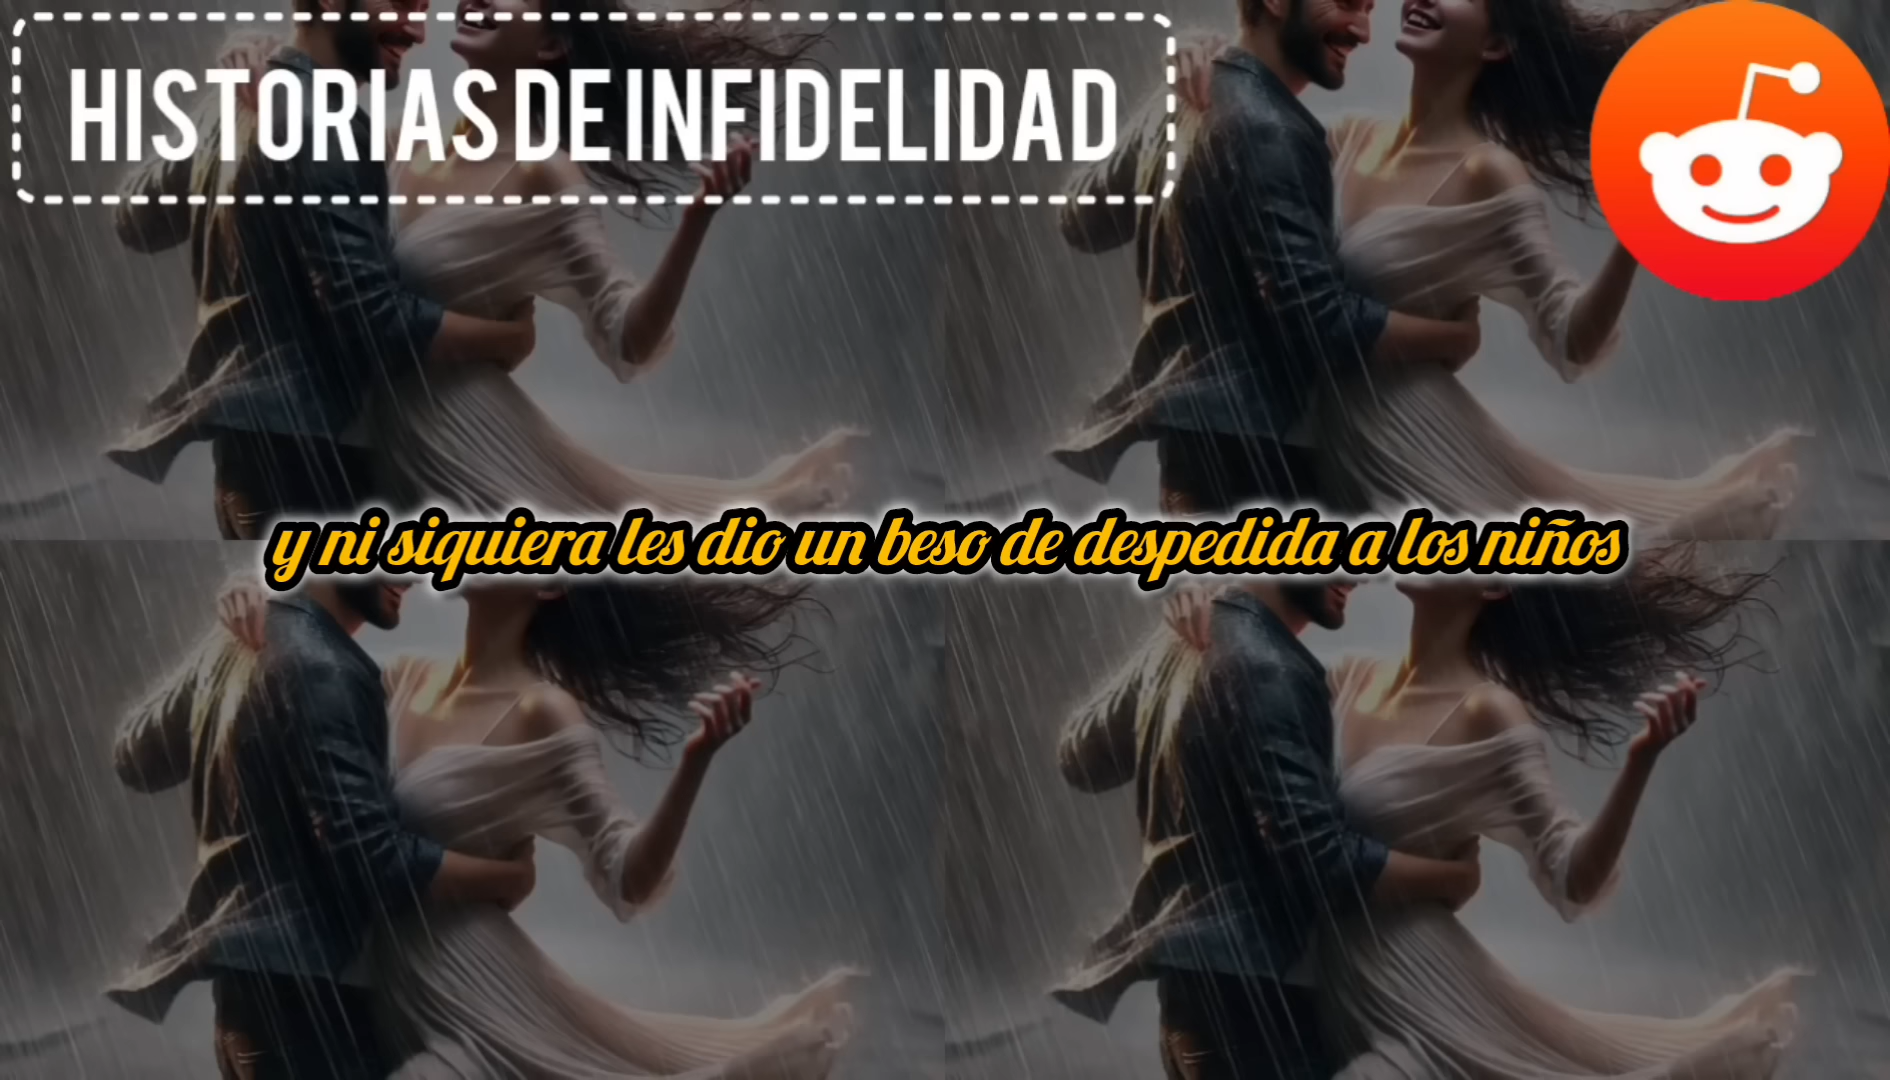 HISTORIAS DE INFIDELIDAD
y ni siquiera les dio un beso de despedida a los niños